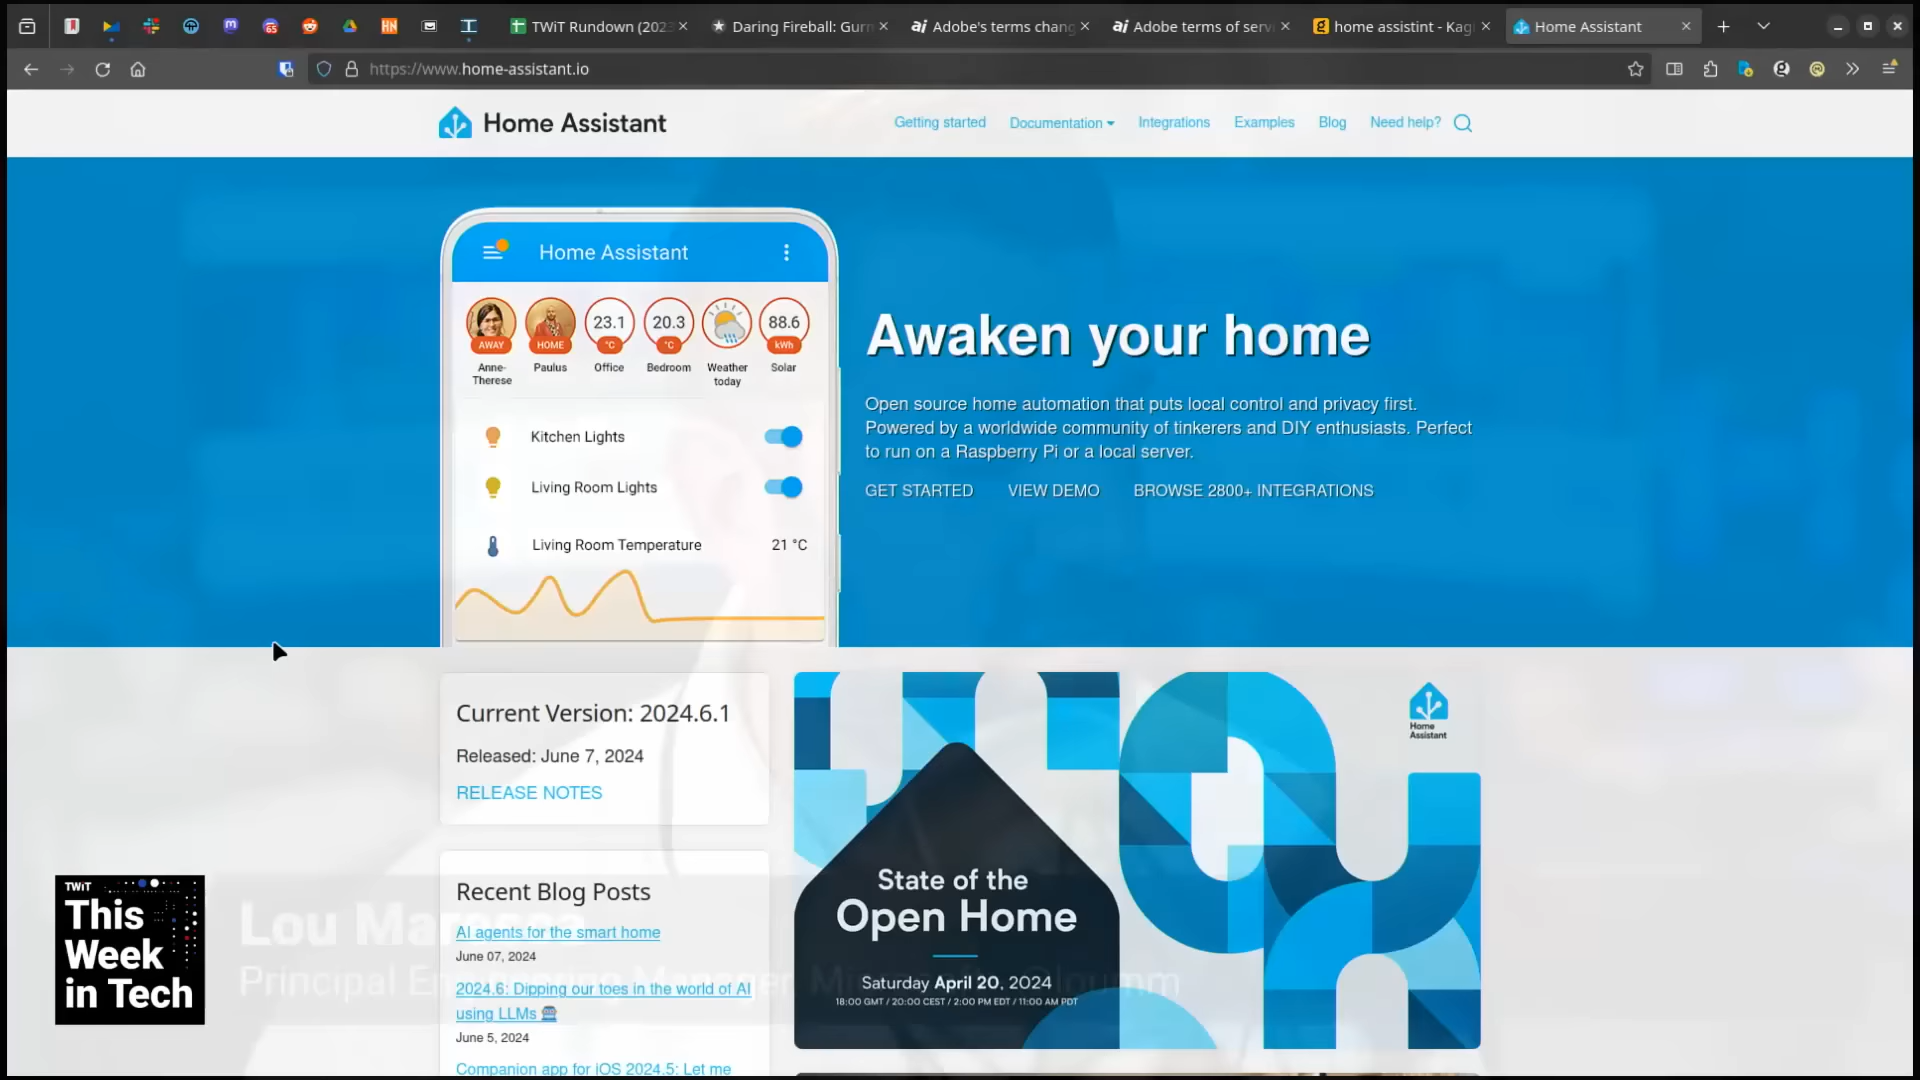 TWiT Rundown (202
Daring Fireball: Gur
Adobe's terms chang
Adobe terms of serv
home assistint - Kag
Home Assistant
https://www.home-assistant.io
Home Assistant
Getting started
Documentation
Integrations
Examples
Blog
Need help?
Home Assistant
23.1
20.3
88.6
AWAY
HOME
°C
°C
kWh
Anne-
Therese
Paulus
Office
Bedroom
Weather
today
Solar
Kitchen Lights
Living Room Lights
Living Room Temperature
21 °C
Awaken your home
Open source home automation that puts local control and privacy first.
Powered by a worldwide community of tinkerers and DIY enthusiasts. Perfect
to run on a Raspberry Pi or a local server.
GET STARTED
VIEW DEMO
BROWSE 2800+ INTEGRATIONS
Current Version: 2024.6.1
Released: June 7, 2024
RELEASE NOTES
Recent Blog Posts
AI agents for the smart home
June 07, 2024
2024.6: Dipping our toes in the world of AI
using LLMs
June 5, 2024
Companion app for iOS 2024.5: Let me
Home
Assistant
State of the
Open Home
Saturday April 20, 2024
18:00 GMT / 20:00 CEST / 2:00 PM EDT / 11:00 AM PDT
TWiT
This
Week
in Tech
Lou
Principal